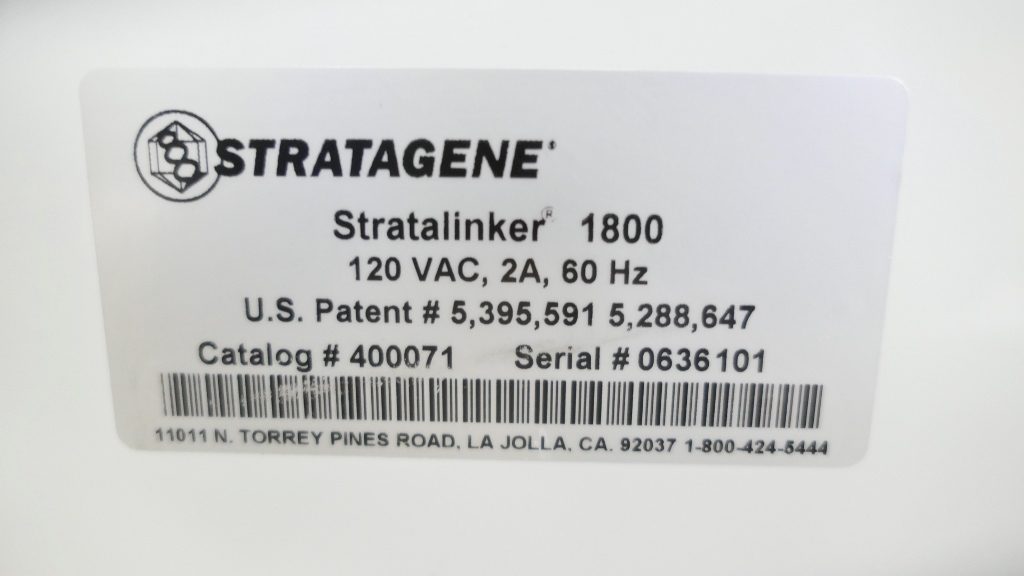 STRATAGENE
Stratalinker® 1800
120 VAC, 2A, 60 Hz
U.S. Patent # 5,395,591 5,288,647
Catalog # 400071 Serial # 0636101
11011 N. TORREY PINES ROAD, LA JOLLA, CA. 92037 1-800-424-5444